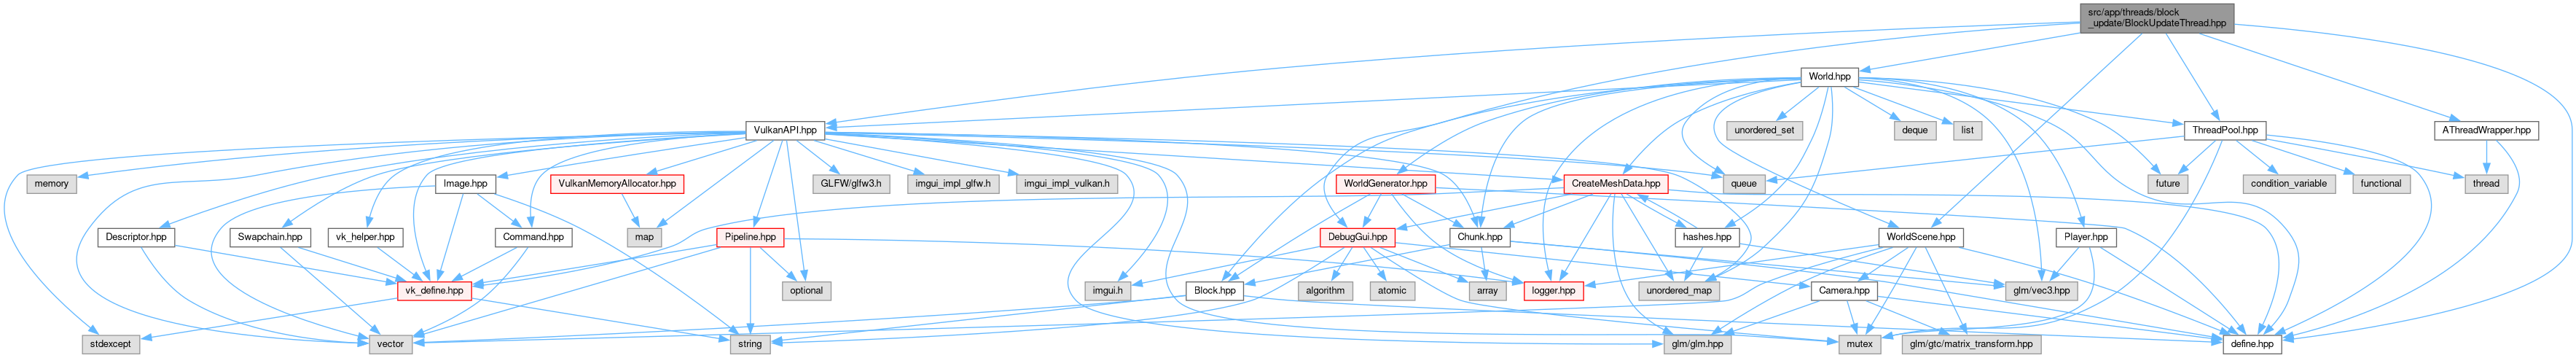 src/app/threads/block
_update/BlockUpdateThread.hpp
World.hpp
VulkanAPI.hpp
unordered_set
deque
list
ThreadPool.hpp
AThreadWrapper.hpp
memory
Image.hpp
VulkanMemoryAllocator.hpp
GLFW/glfw3.h
imgui_impl_glfw.h
imgui_impl_vulkan.h
queue
WorldGenerator.hpp
CreateMeshData.hpp
future
condition_variable
functional
thread
Descriptor.hpp
Swapchain.hpp
vk_helper.hpp
Command.hpp
map
Pipeline.hpp
DebugGui.hpp
Chunk.hpp
hashes.hpp
WorldScene.hpp
Player.hpp
vk_define.hpp
optional
imgui.h
Block.hpp
algorithm
atomic
array
logger.hpp
unordered_map
Camera.hpp
glm/vec3.hpp
stdexcept
vector
string
glm/glm.hpp
mutex
glm/gtc/matrix_transform.hpp
define.hpp